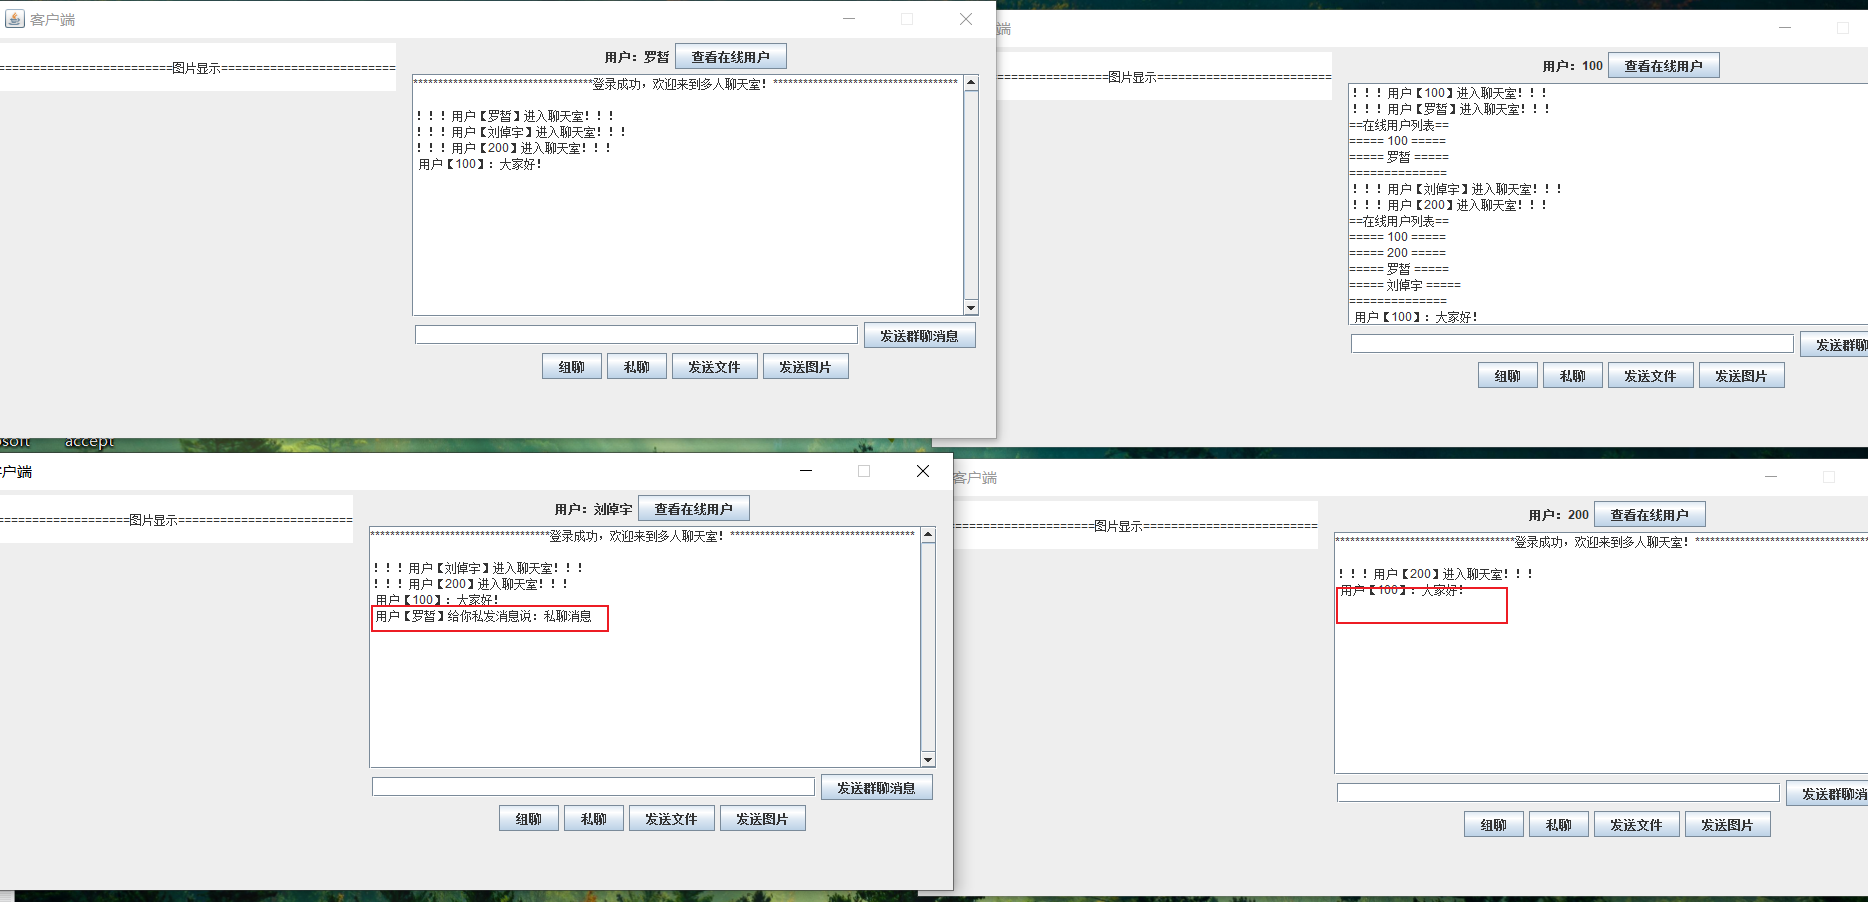 客户端
========================图片显示========================
用户：罗皙 查看在线用户
************************************登录成功，欢迎来到多人聊天室！*************************************
！！！用户【罗皙】进入聊天室！！！
！！！用户【刘倬宇】进入聊天室！！！
！！！用户【200】进入聊天室！！！
用户【100】：大家好！
发送群聊消息
组聊 私聊 发送文件 发送图片
端
================图片显示========================
用户：100 查看在线用户
！！！用户【100】进入聊天室！！！
！！！用户【罗皙】进入聊天室！！！
==在线用户列表==
===== 100 =====
===== 罗皙 =====
==============
！！！用户【刘倬宇】进入聊天室！！！
！！！用户【200】进入聊天室！！！
==在线用户列表==
===== 100 =====
===== 200 =====
===== 罗皙 =====
===== 刘倬宇 =====
==============
用户【100】：大家好！
发送群聊
组聊 私聊 发送文件 发送图片
osoft accept
客户端
==================图片显示========================
用户：刘倬宇 查看在线用户
************************************登录成功，欢迎来到多人聊天室！*************************************
！！！用户【刘倬宇】进入聊天室！！！
！！！用户【200】进入聊天室！！！
用户【100】：大家好！
用户【罗皙】给你私发消息说：私聊消息
发送群聊消息
组聊 私聊 发送文件 发送图片
客户端
====================图片显示========================
用户：200 查看在线用户
************************************登录成功，欢迎来到多人聊天室！************************************
！！！用户【200】进入聊天室！！！
用户【100】：大家好！
发送群聊消
组聊 私聊 发送文件 发送图片